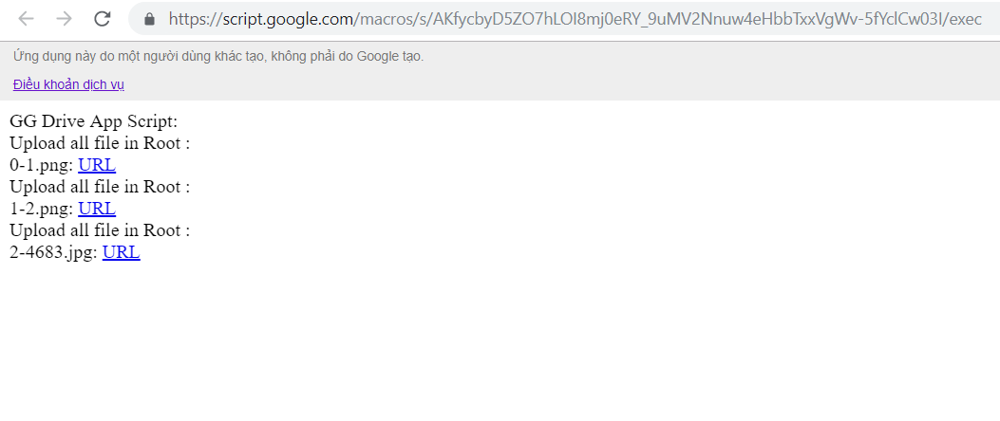 https://script.google.com/macros/s/AKfycbyD5ZO7hLOI8mj0eRY_9uMV2Nnuw4eHbbTxxVgWv-5fYclCw03I/exec
Ứng dụng này do một người dùng khác tạo, không phải do Google tạo.
Điều khoản dịch vụ
GG Drive App Script:
Upload all file in Root :
0-1.png: URL
Upload all file in Root :
1-2.png: URL
Upload all file in Root :
2-4683.jpg: URL